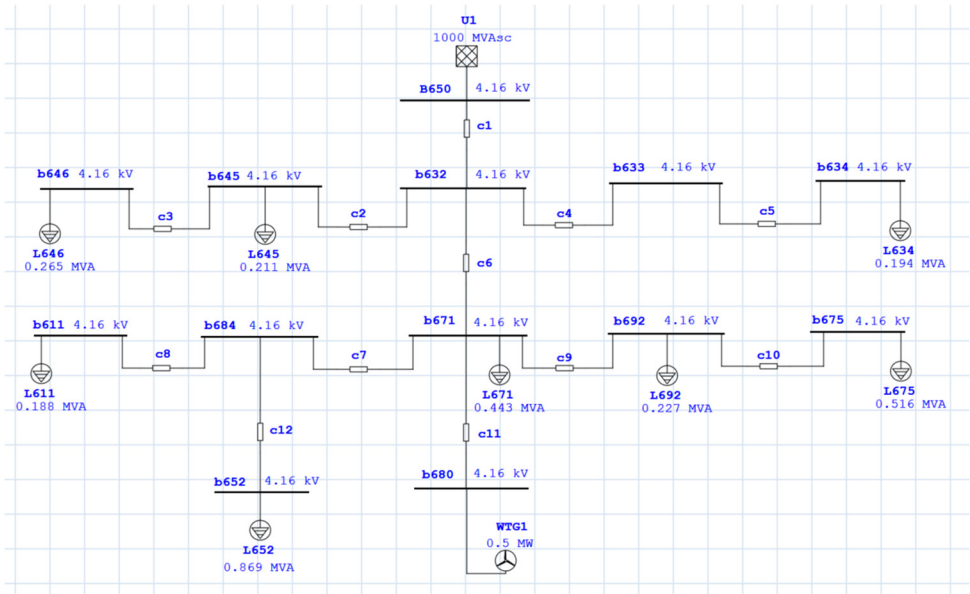 U1
1000 MVAsc
B650 4.16 kV
c1
b646 4.16 kV
b645 4.16 kV
b632 4.16 kV
b633 4.16 kV
b634 4.16 kV
c3
c2
c4
c5
L646
0.265 MVA
L645
0.211 MVA
L634
0.194 MVA
c6
b611 4.16 kV
b684 4.16 kV
b671 4.16 kV
b692 4.16 kV
b675 4.16 kV
c8
c7
c9
c10
L611
0.188 MVA
L671
0.443 MVA
L692
0.227 MVA
L675
0.516 MVA
c12
c11
b652 4.16 kV
b680 4.16 kV
L652
0.869 MVA
WTG1
0.5 MW